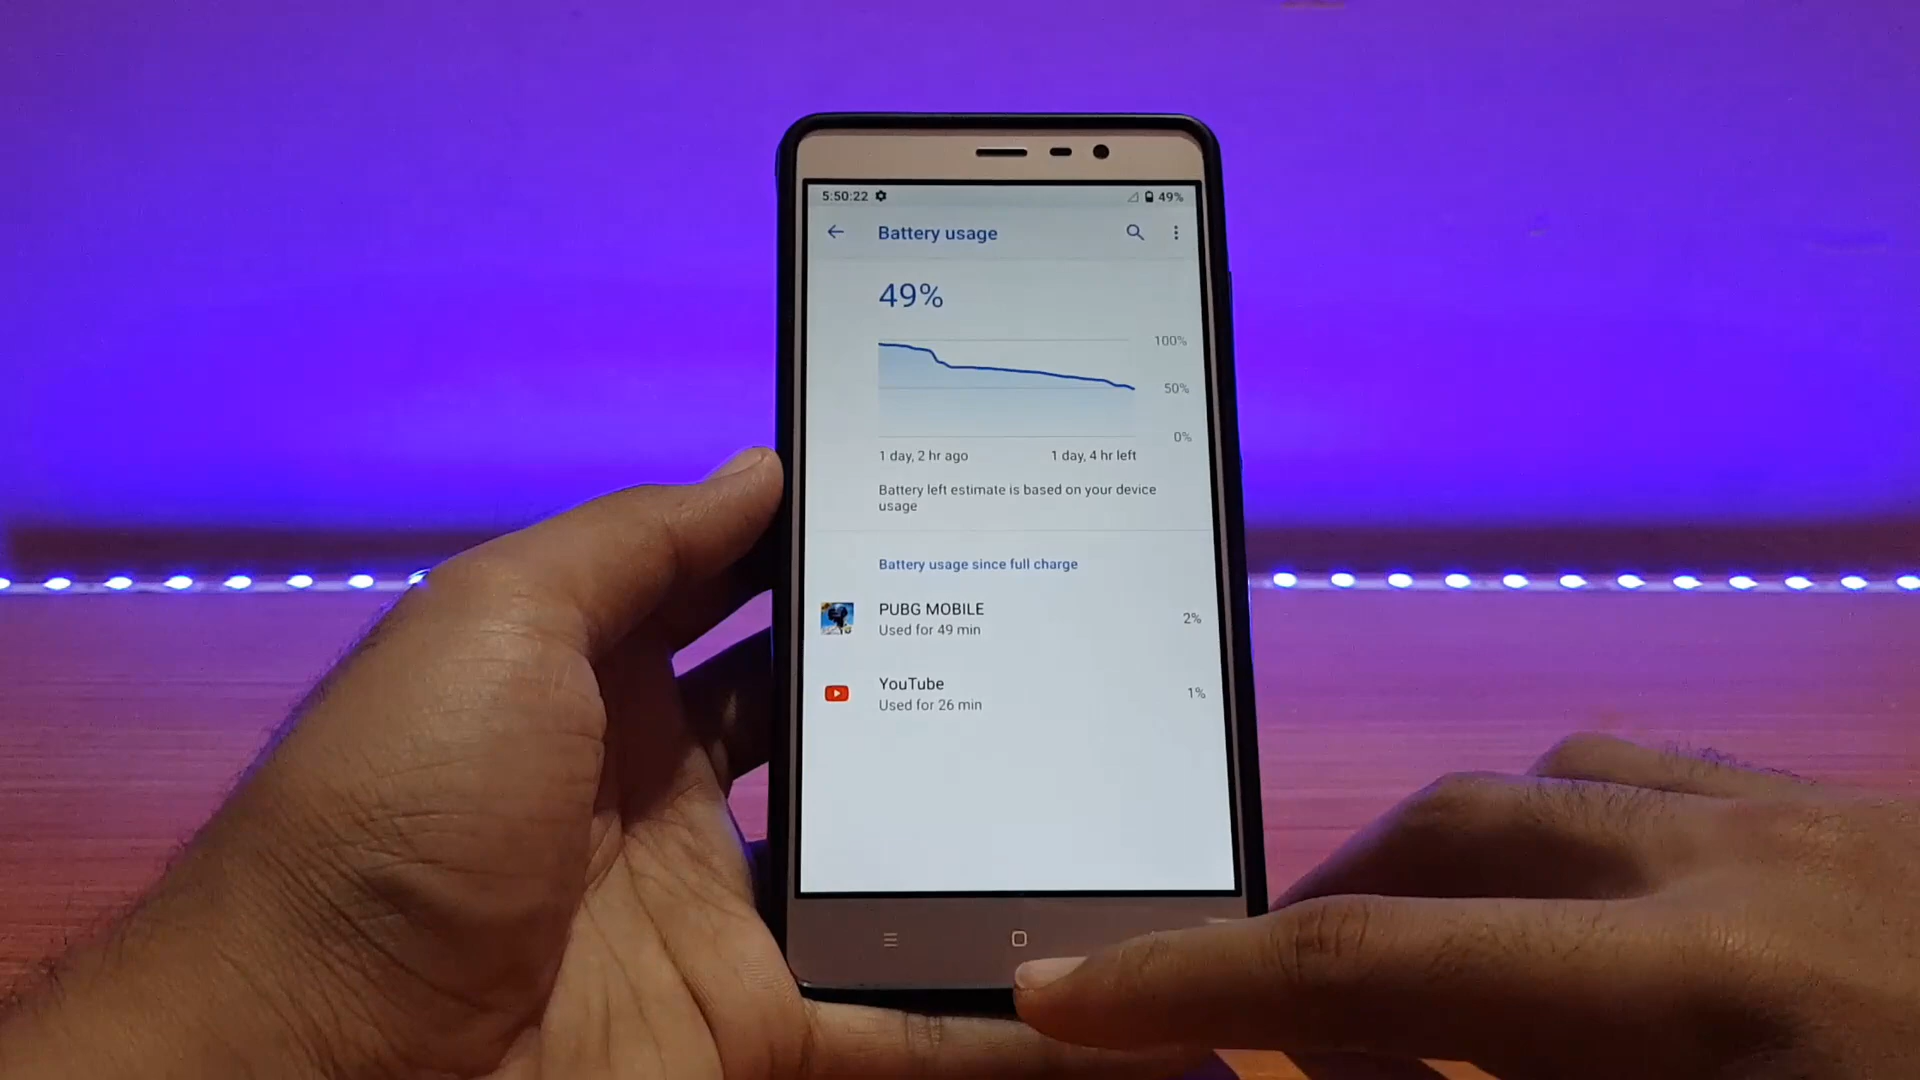 5:50:22 49%
Battery usage
49%
100%
50%
0%
1 day, 2 hr ago 1 day, 4 hr left
Battery left estimate is based on your device
usage
Battery usage since full charge
PUBG MOBILE
Used for 49 min
2%
YouTube
Used for 26 min
1%